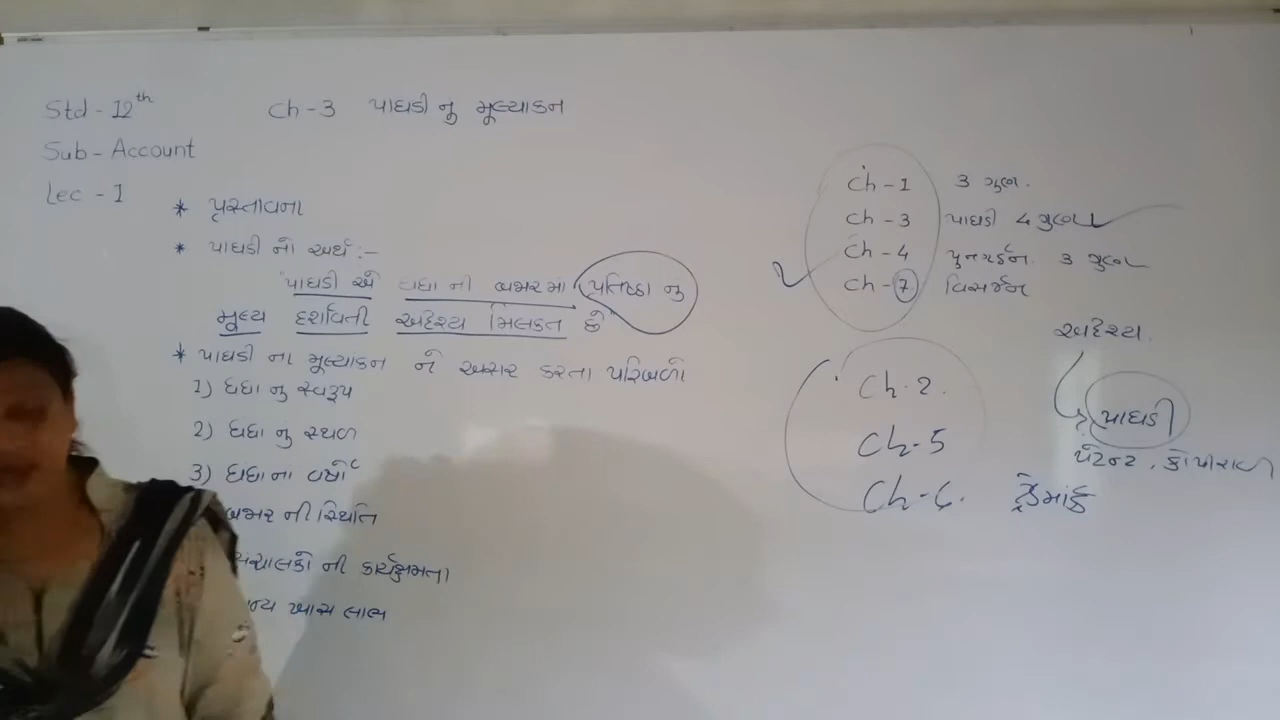 Std - 12th
Ch - 3 પાઘડી નુ મૂલ્યાકન
Sub - Account
Lec - 1
* પ્રસ્તાવના
* પાઘડી નો અર્થ :-
"પાઘડી એ ધંધા ની બજારમાં પ્રતિષ્ઠા નુ
મૂલ્ય દર્શાવતી અદ્રશ્ય મિલકત છે"
* પાઘડી ના મૂલ્યાકન ને અસર કરતા પરિબળો
1) ધંધા નુ સ્વરૂપ
2) ધંધા નુ સ્થળ
3) ધંધા ના વર્ષો
બજાર ની સ્થિતિ
સંચાલકો ની કાર્યક્ષમતા
ન્ય ખાસ લાભ
Ch - 1 3 ગુણ.
Ch - 3 પાઘડી 4 ગુણ
Ch - 4 પુનગઠન 3 ગુણ
Ch - 7 વિસર્જન
અદ્રશ્ય
Ch - 2.
Ch - 5
Ch - 6.
પાઘડી
પેટન્ટ, કોપીરાઈ
ટ્રેડમાર્ક